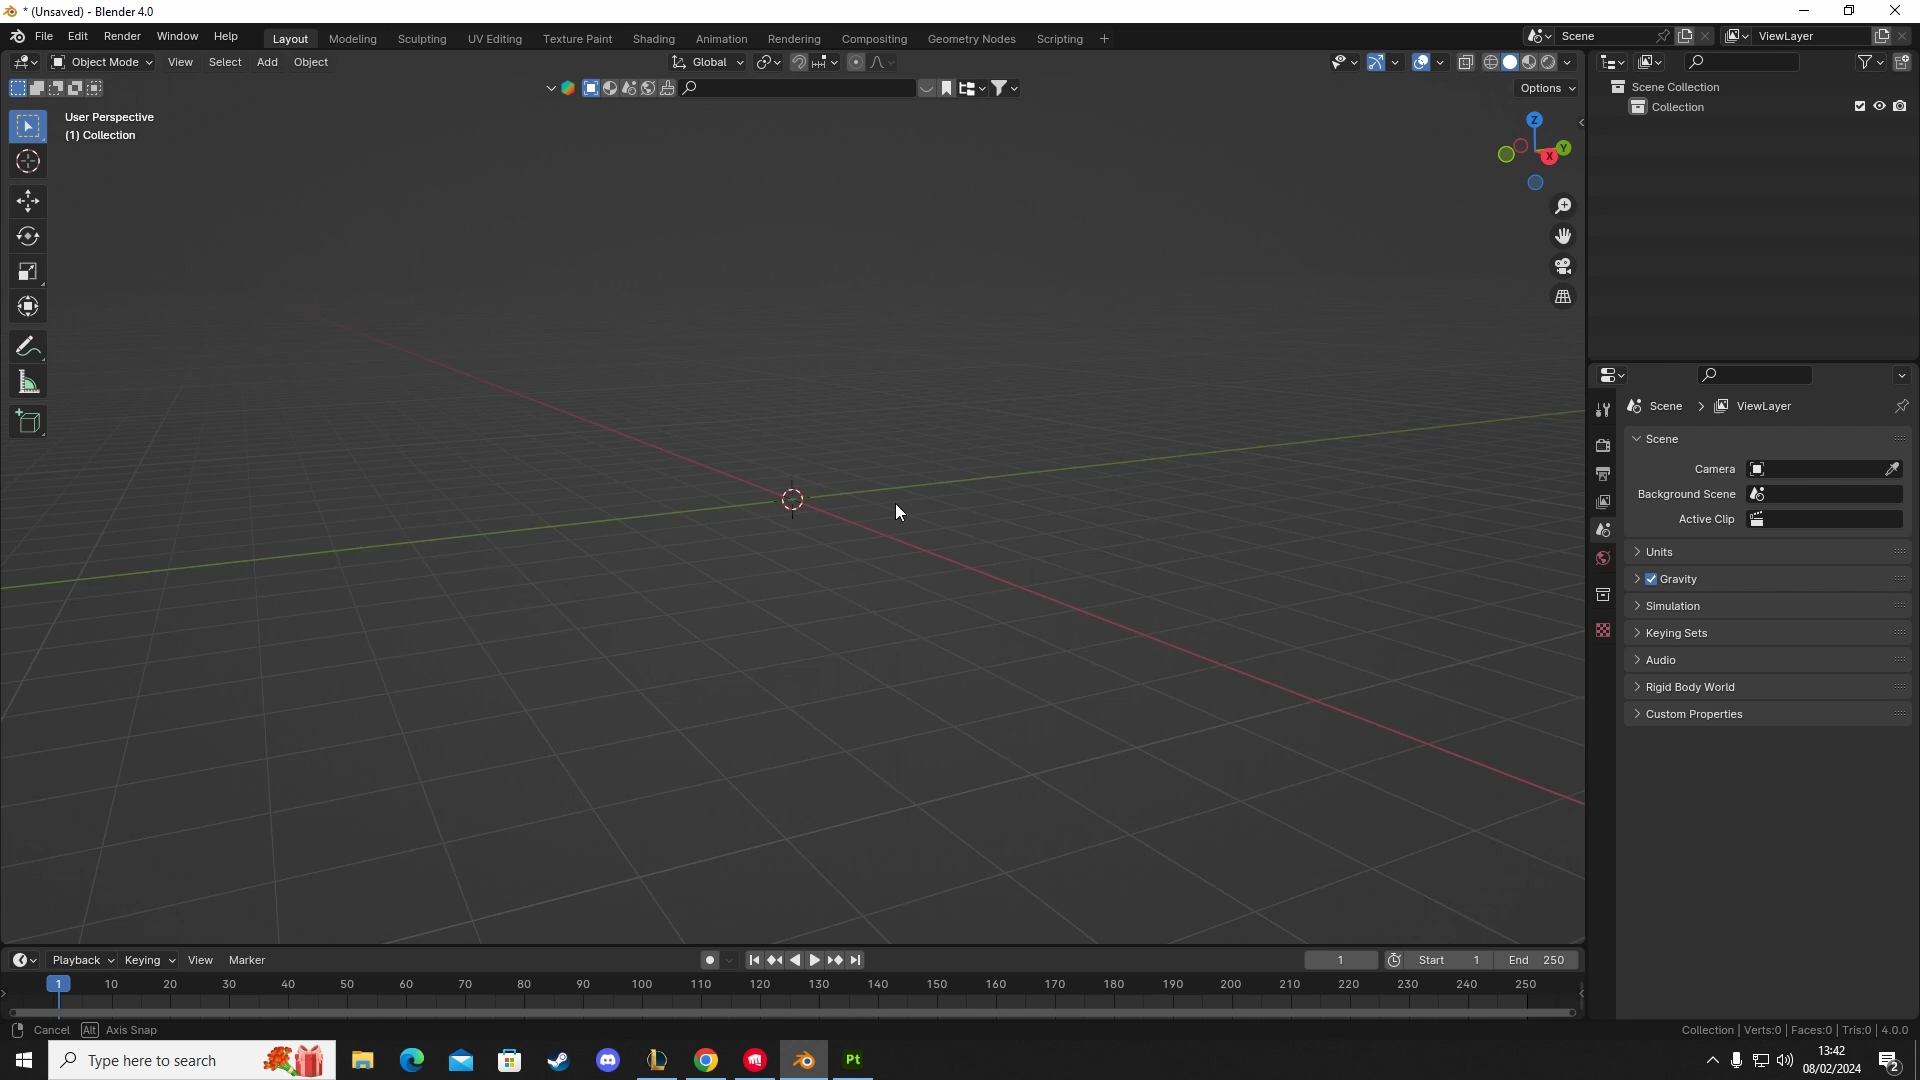 * (Unsaved) - Blender 4.0
File Edit Render Window Help Layout Modeling Sculpting UV Editing Texture Paint Shading Animation Rendering Compositing Geometry Nodes Scripting + Scene ViewLayer
Object Mode View Select Add Object Global
Options
User Perspective
(1) Collection
Z
Y
X
Scene Collection
Collection
Scene > ViewLayer
Scene
Camera
Background Scene
Active Clip
Units
Gravity
Simulation
Keying Sets
Audio
Rigid Body World
Custom Properties
Playback Keying View Marker 1 Start 1 End 250
1 10 20 30 40 50 60 70 80 90 100 110 120 130 140 150 160 170 180 190 200 210 220 230 240 250
Cancel Alt Axis Snap Collection | Verts:0 | Faces:0 | Tris:0 | 4.0.0
Type here to search
Pt
13:42
08/02/2024
2